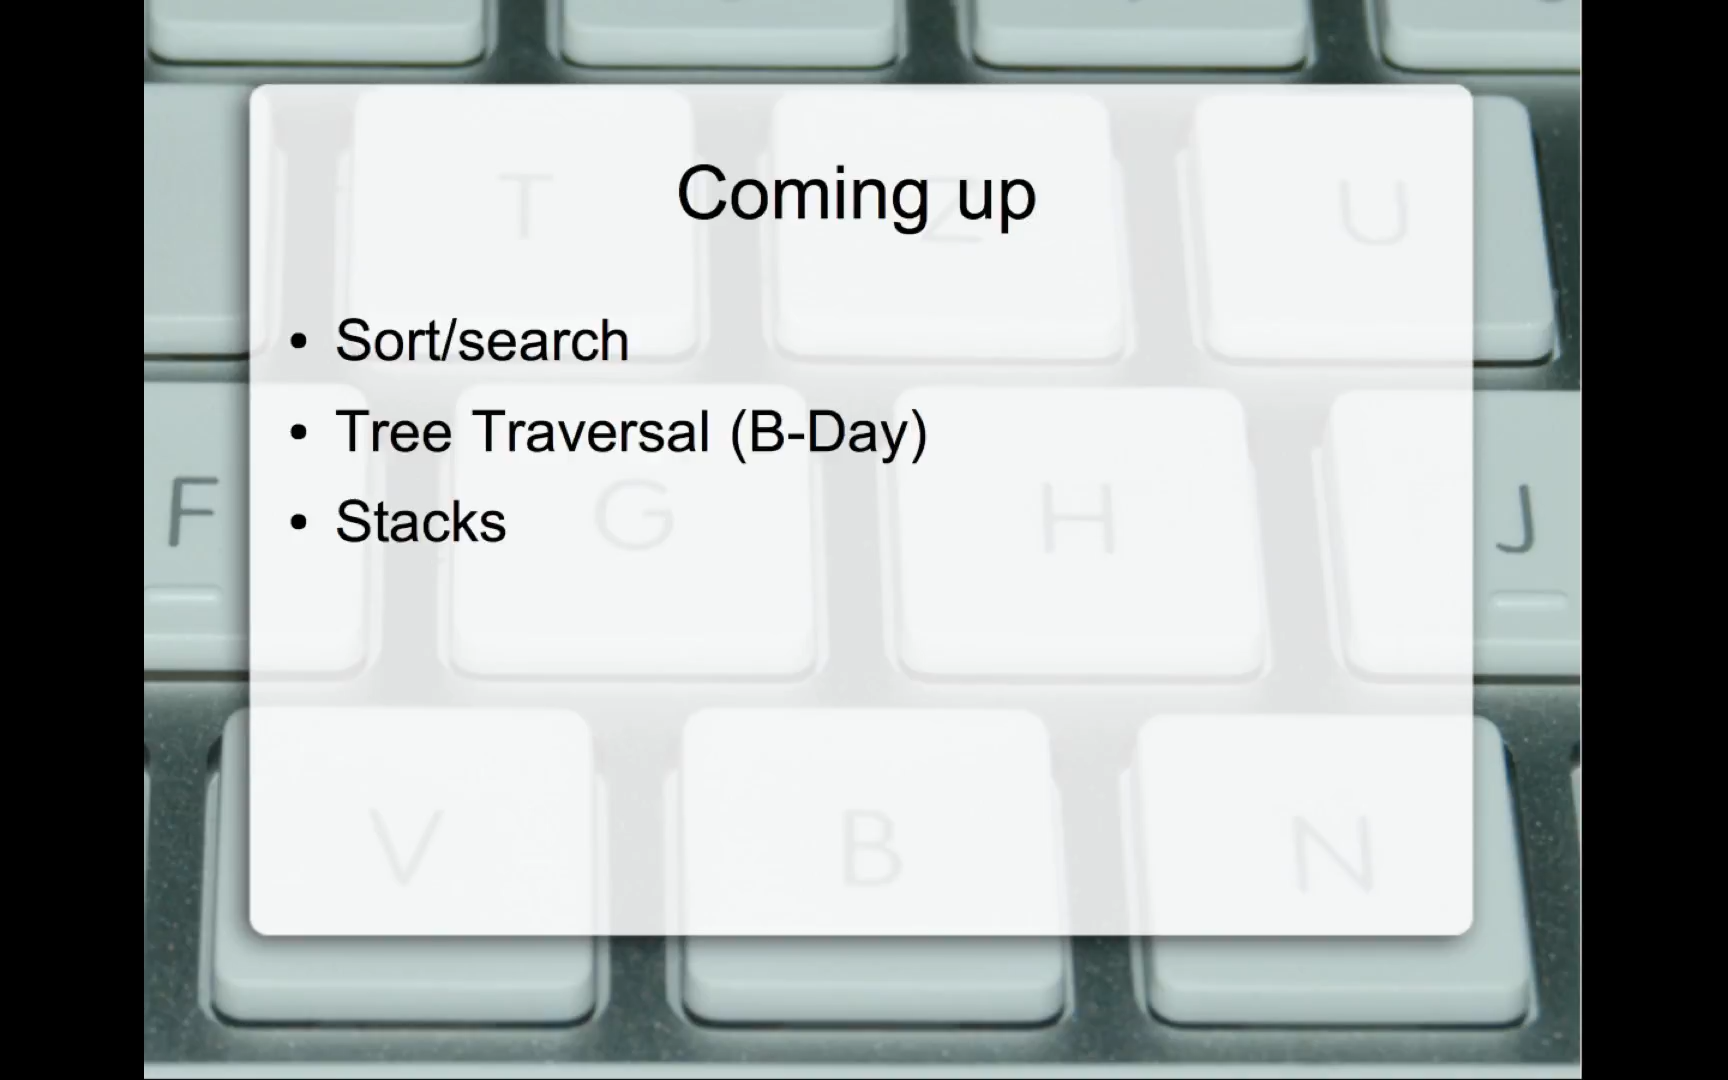 Coming up
• Sort/search
• Tree Traversal (B-Day)
• Stacks
T Z U
F G H J
V B N